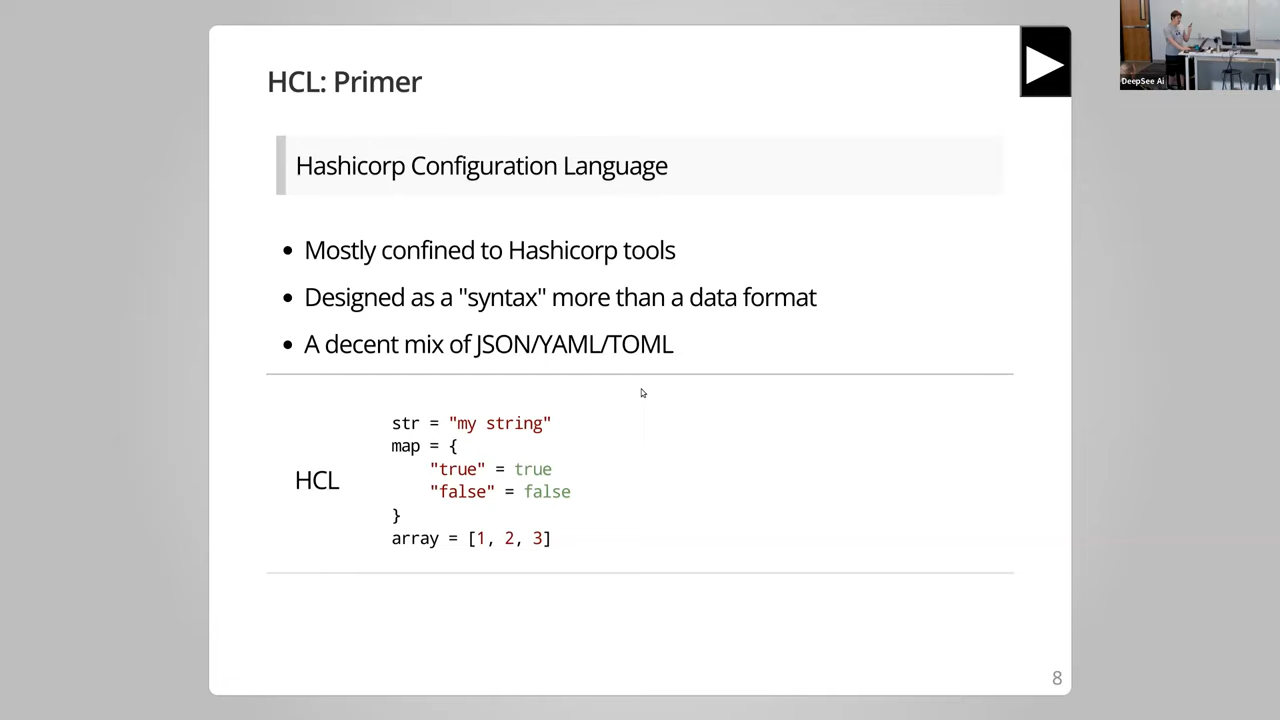 HCL: Primer
Hashicorp Configuration Language
• Mostly confined to Hashicorp tools
• Designed as a "syntax" more than a data format
• A decent mix of JSON/YAML/TOML
HCL
str = "my string"
map = {
    "true" = true
    "false" = false
}
array = [1, 2, 3]
8
DeepSee Ai